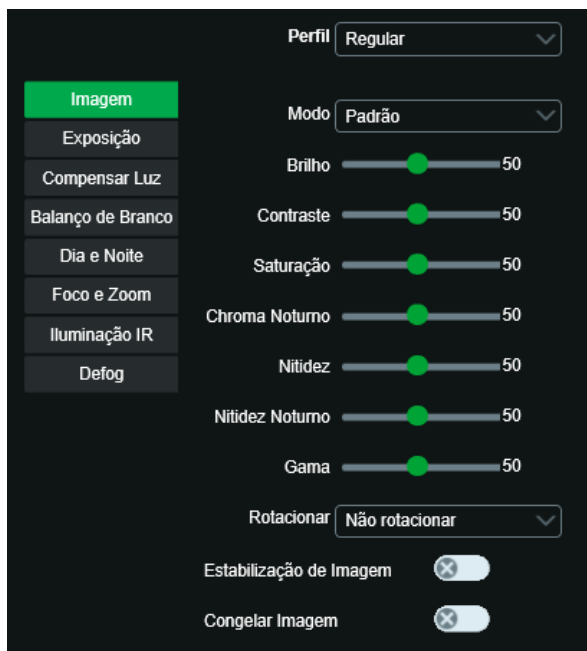 Perfil Regular
Imagem
Exposição
Compensar Luz
Balanço de Branco
Dia e Noite
Foco e Zoom
Iluminação IR
Defog
Modo Padrão
Brilho 50
Contraste 50
Saturação 50
Chroma Noturno 50
Nitidez 50
Nitidez Noturno 50
Gama 50
Rotacionar Não rotacionar
Estabilização de Imagem
Congelar Imagem